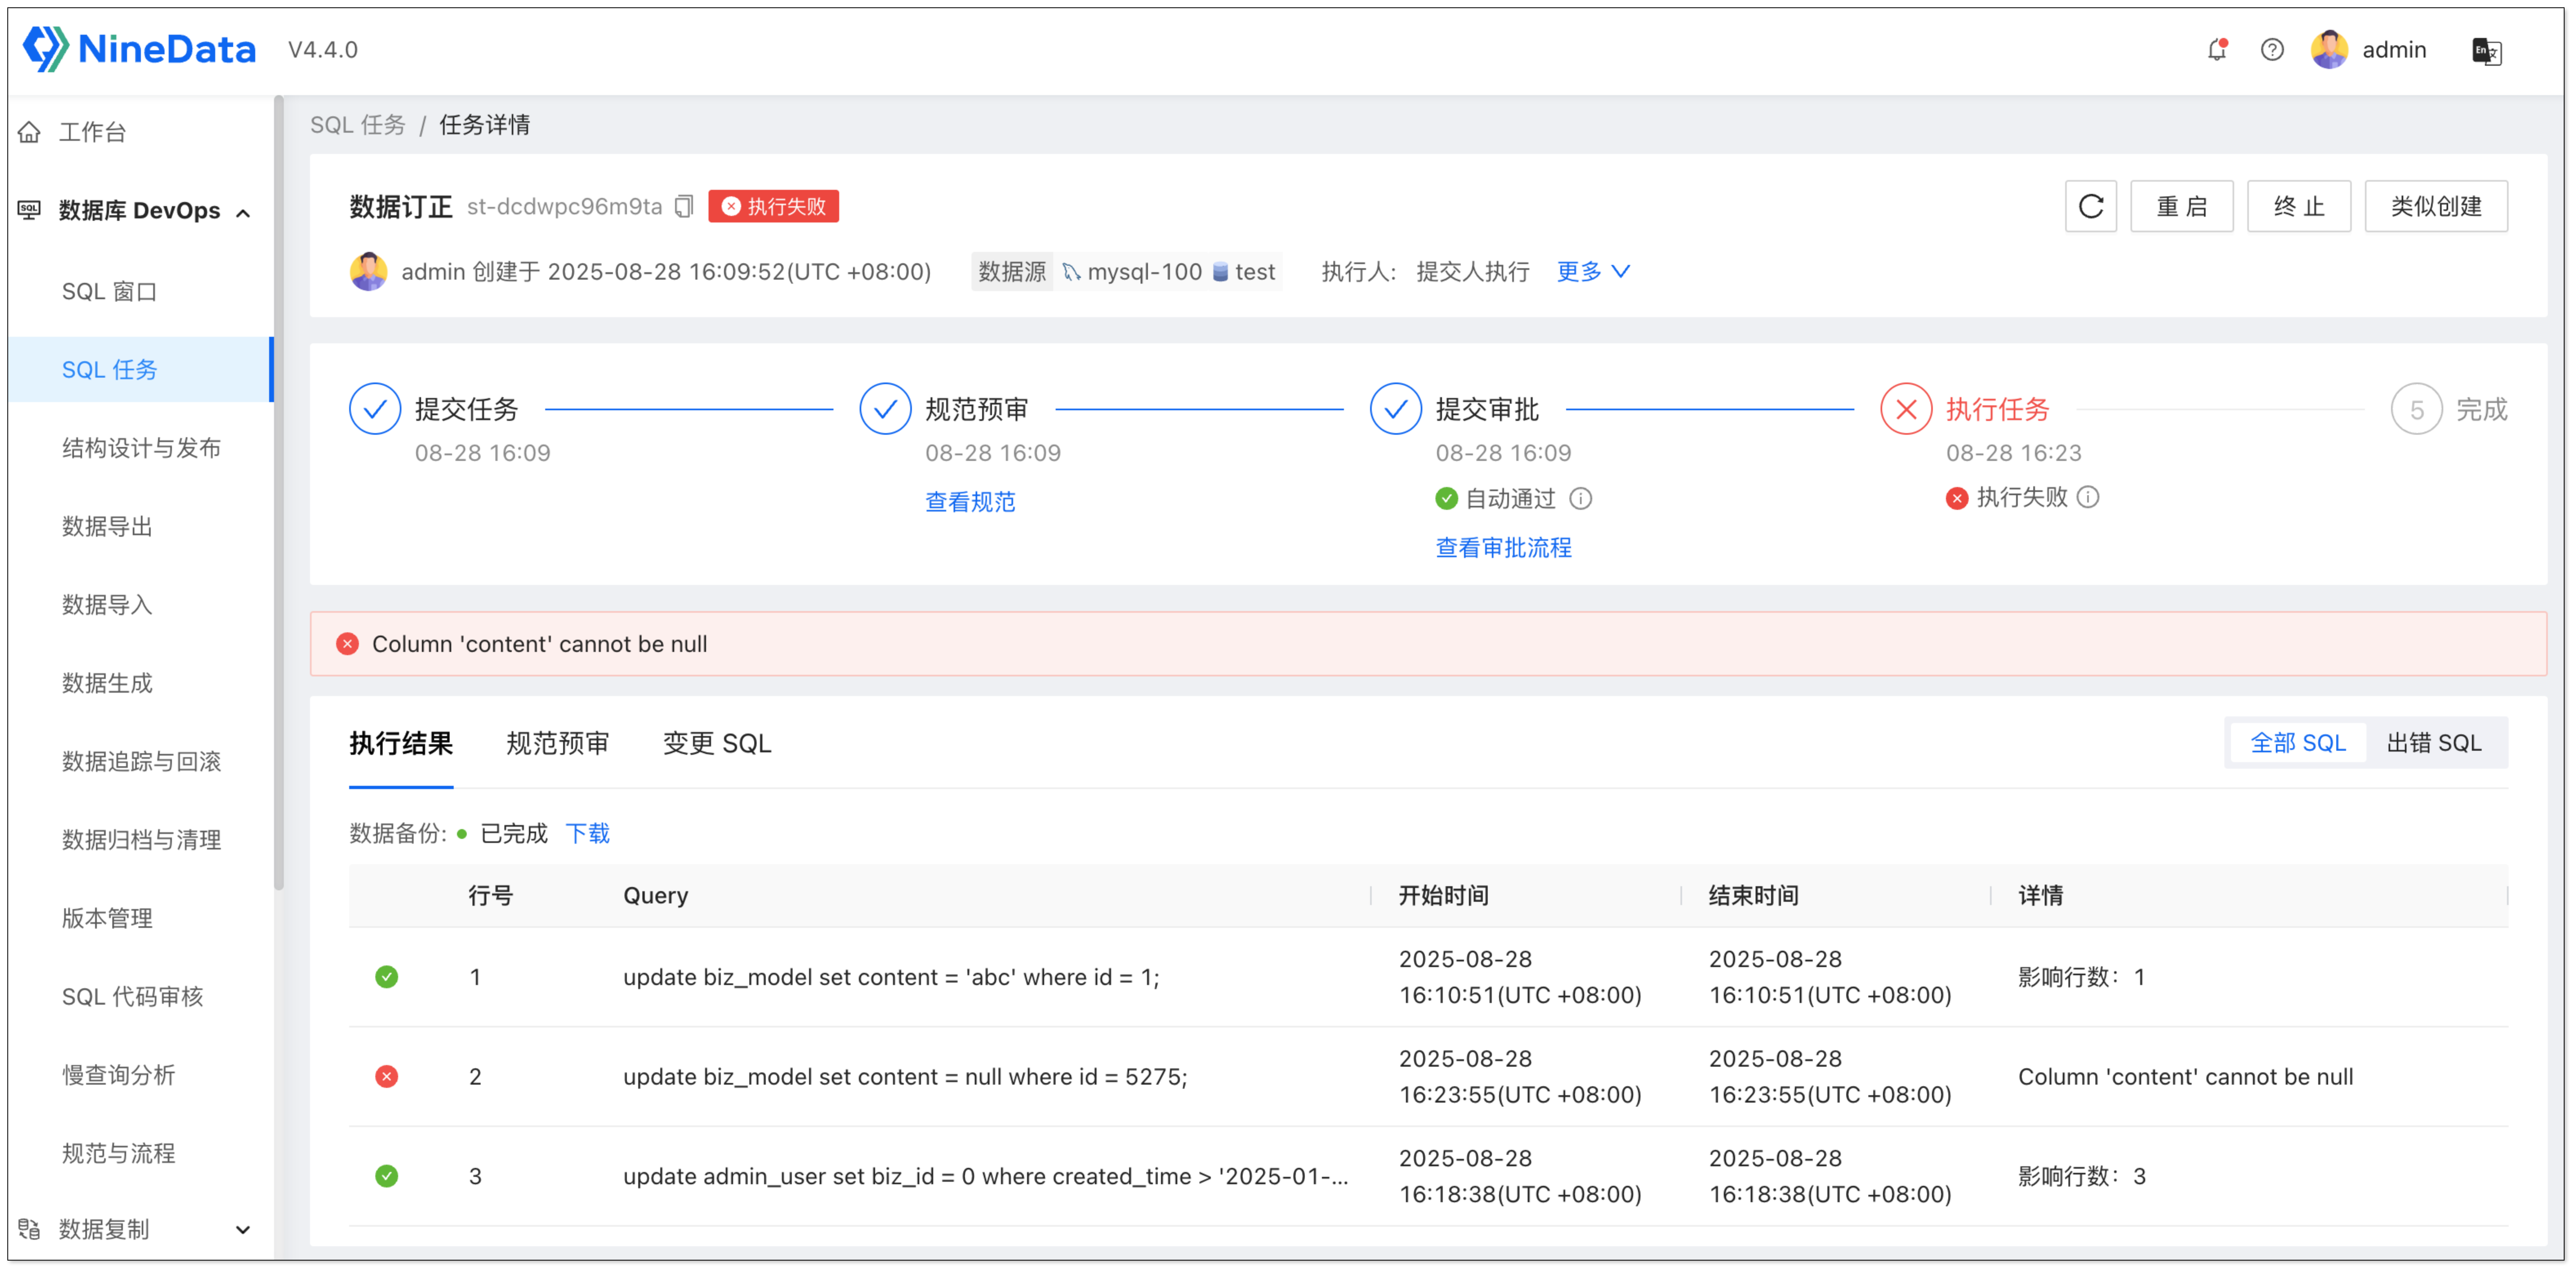 NineData V4.4.0
admin
En
工作台
数据库 DevOps
SQL
SQL 窗口
SQL 任务
结构设计与发布
数据导出
数据导入
数据生成
数据追踪与回滚
数据归档与清理
版本管理
SQL 代码审核
慢查询分析
规范与流程
数据复制
SQL 任务 / 任务详情
数据订正 st-dcdwpc96m9ta 执行失败
重 启 终 止 类似创建
admin 创建于 2025-08-28 16:09:52(UTC +08:00) 数据源 mysql-100 test 执行人: 提交人执行 更多
提交任务 规范预审 提交审批 执行任务 5 完成
08-28 16:09 08-28 16:09 08-28 16:09 08-28 16:23
查看规范 自动通过 执行失败
查看审批流程
Column 'content' cannot be null
执行结果 规范预审 变更 SQL 全部 SQL 出错 SQL
数据备份: 已完成 下载
行号 Query 开始时间 结束时间 详情
1 update biz_model set content = 'abc' where id = 1; 2025-08-28 16:10:51(UTC +08:00) 2025-08-28 16:10:51(UTC +08:00) 影响行数：1
2 update biz_model set content = null where id = 5275; 2025-08-28 16:23:55(UTC +08:00) 2025-08-28 16:23:55(UTC +08:00) Column 'content' cannot be null
3 update admin_user set biz_id = 0 where created_time > '2025-01-... 2025-08-28 16:18:38(UTC +08:00) 2025-08-28 16:18:38(UTC +08:00) 影响行数：3